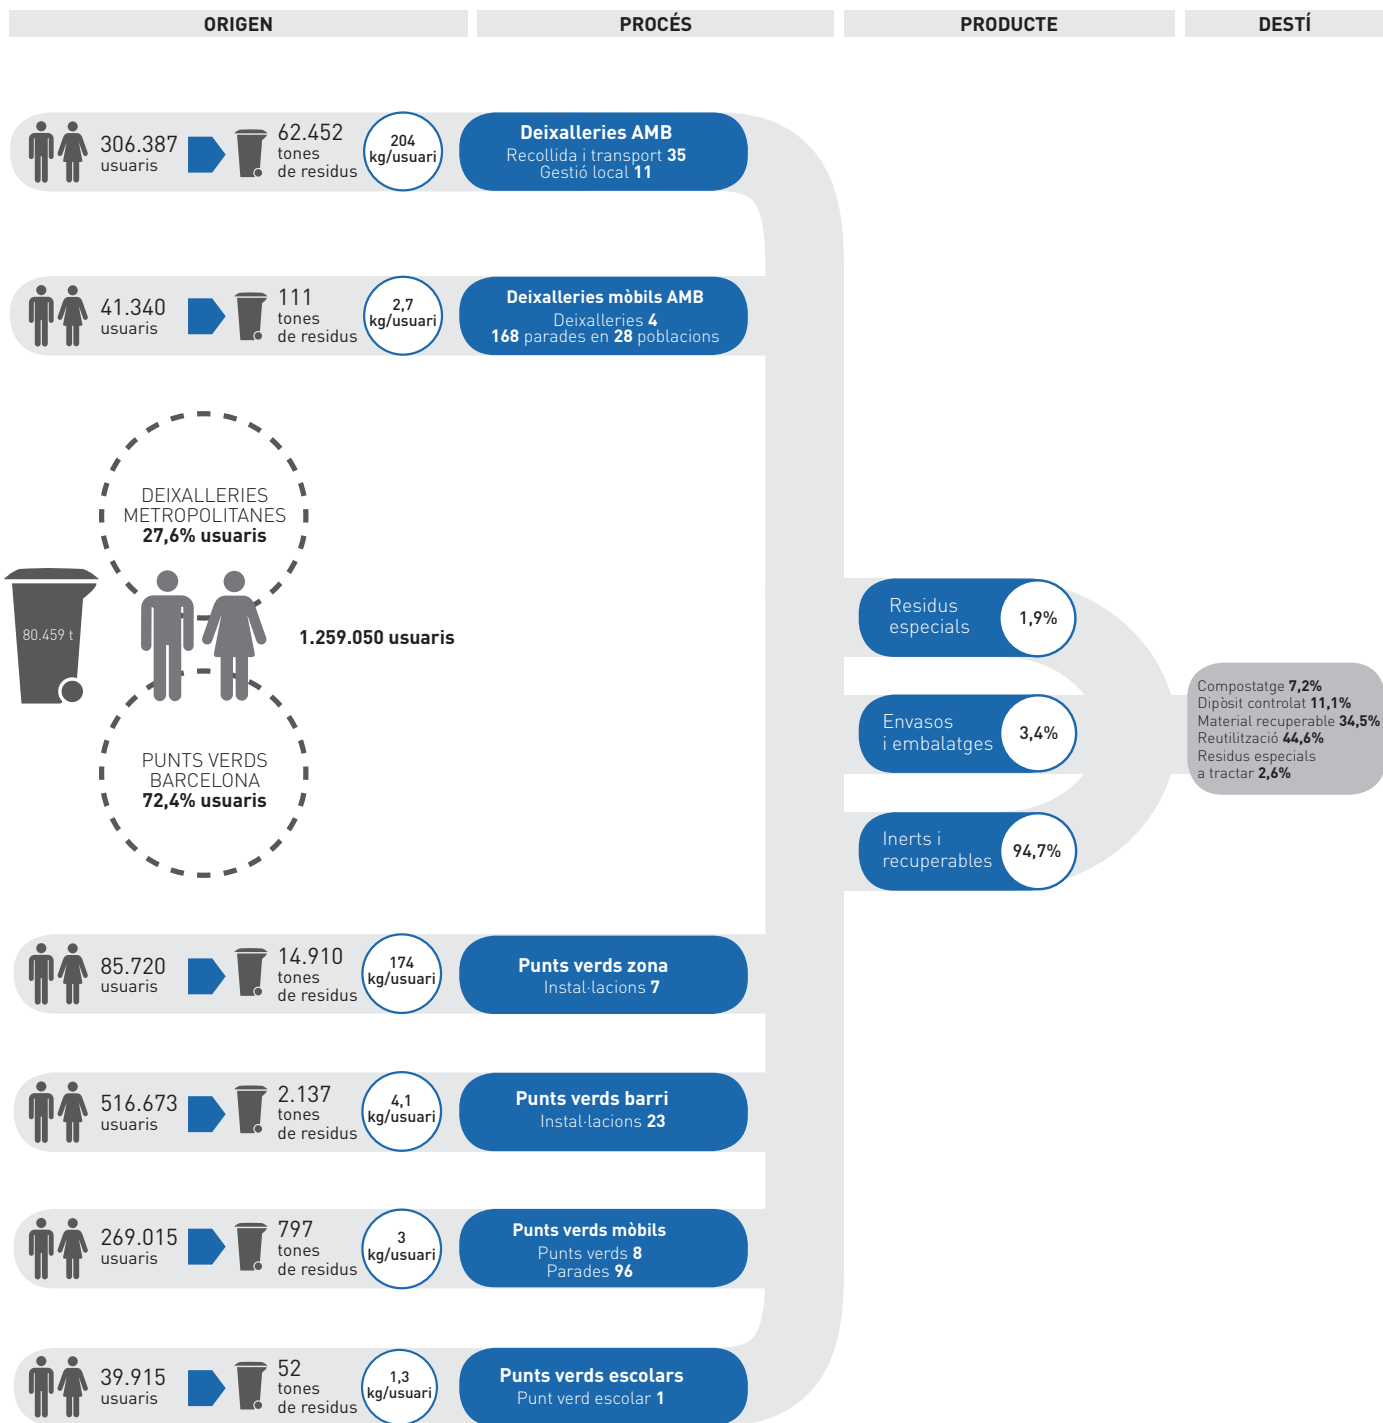 ORIGEN
PROCÉS
PRODUCTE
DESTÍ
306.387
usuaris
62.452
tones
de residus
204
kg/usuari
Deixalleries AMB
Recollida i transport 35
Gestió local 11
41.340
usuaris
111
tones
de residus
2,7
kg/usuari
Deixalleries mòbils AMB
Deixalleries 4
168 parades en 28 poblacions
DEIXALLERIES
METROPOLITANES
27,6% usuaris
80.459 t
1.259.050 usuaris
PUNTS VERDS
BARCELONA
72,4% usuaris
Residus
especials
1,9%
Envasos
i embalatges
3,4%
Inerts i
recuperables
94,7%
Compostatge 7,2%
Dipòsit controlat 11,1%
Material recuperable 34,5%
Reutilització 44,6%
Residus especials
a tractar 2,6%
85.720
usuaris
14.910
tones
de residus
174
kg/usuari
Punts verds zona
Instal·lacions 7
516.673
usuaris
2.137
tones
de residus
4,1
kg/usuari
Punts verds barri
Instal·lacions 23
269.015
usuaris
797
tones
de residus
3
kg/usuari
Punts verds mòbils
Punts verds 8
Parades 96
39.915
usuaris
52
tones
de residus
1,3
kg/usuari
Punts verds escolars
Punt verd escolar 1